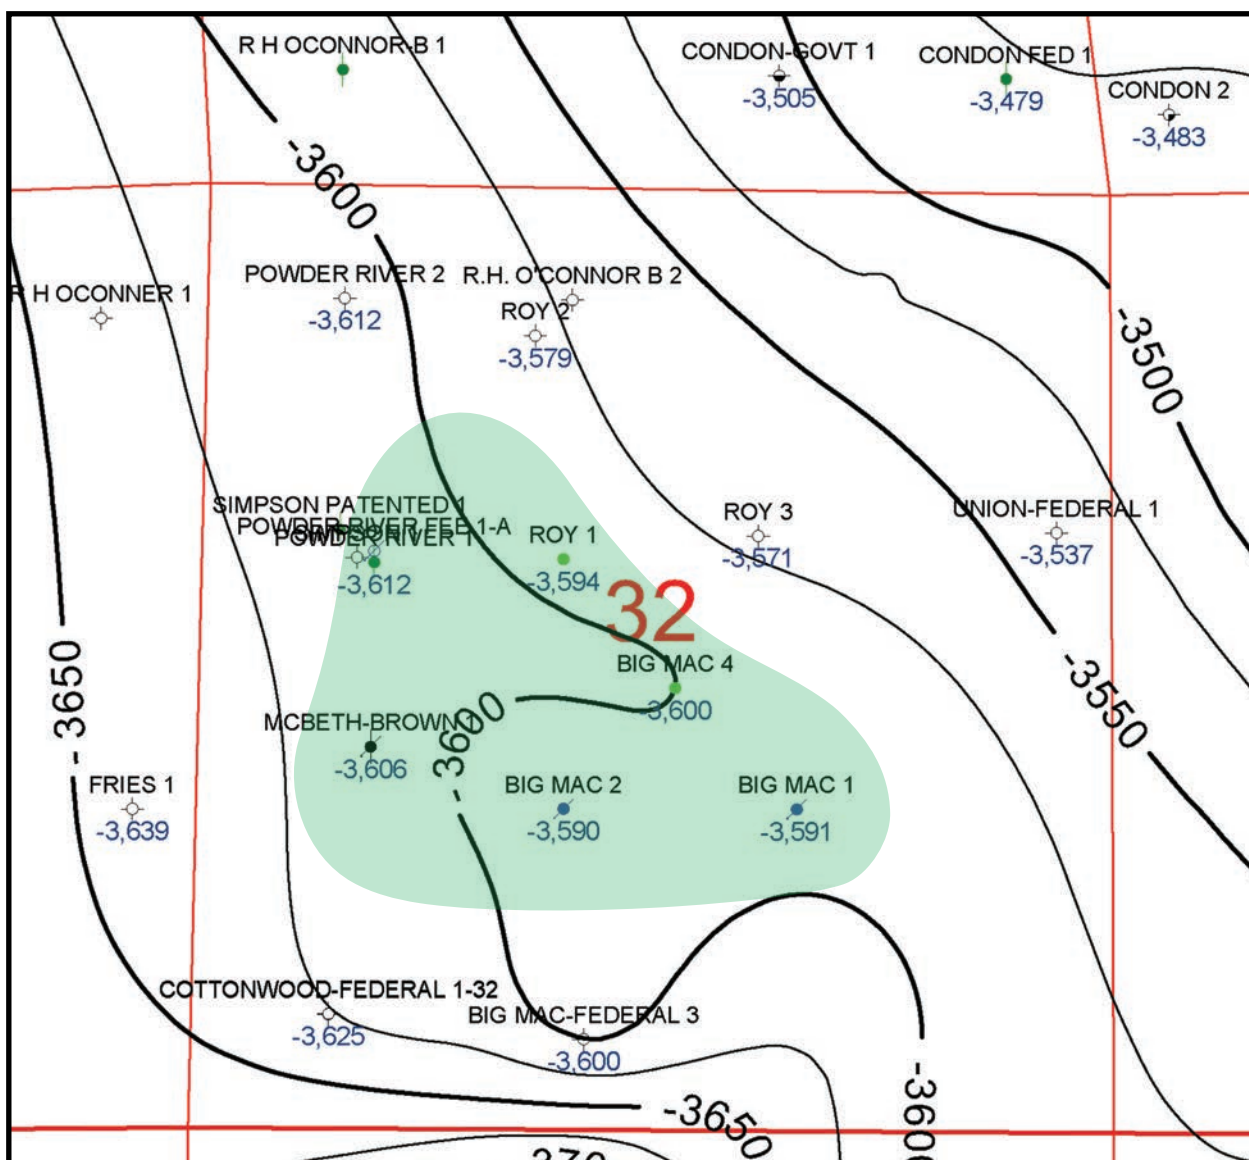 R H OCONNOR-B 1
CONDON-GOVT 1
-3,505
CONDON FED 1
-3,479
CONDON 2
-3,483
-3600
R H OCONNER 1
POWDER RIVER 2
-3,612
R.H. O'CONNOR B 2
ROY 2
-3,579
-3500
SIMPSON PATENTED 1
POWDER RIVER FEE 1-A
POWDER RIVER 1
-3,612
ROY 1
-3,594
ROY 3
-3,571
UNION-FEDERAL 1
-3,537
32
-3650
BIG MAC 4
-3,600
-3550
MCBETH-BROWN 1
-3,606
-3600
FRIES 1
-3,639
BIG MAC 2
-3,590
BIG MAC 1
-3,591
COTTONWOOD-FEDERAL 1-32
-3,625
BIG MAC-FEDERAL 3
-3,600
-3650
-3600